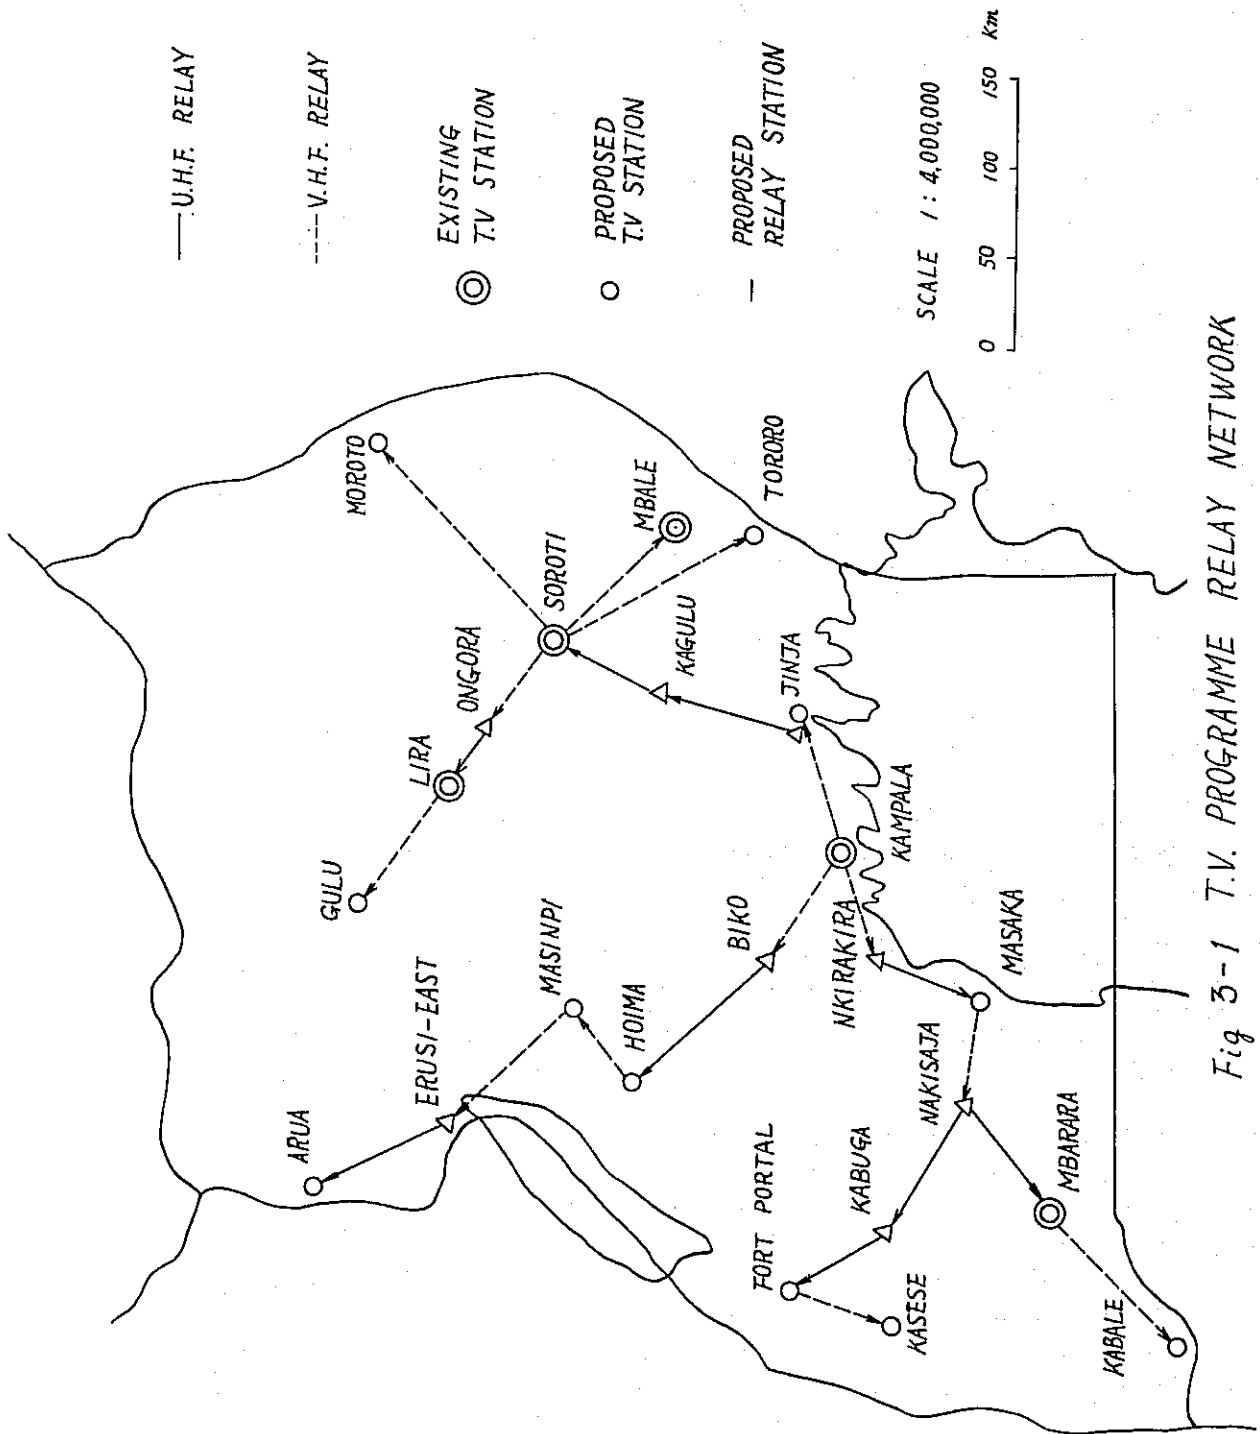 U.H.F. RELAY
V.H.F. RELAY
EXISTING
T.V STATION
PROPOSED
T.V STATION
PROPOSED
RELAY STATION
SCALE 1 : 4,000,000
0 50 100 150 Km
MOROTO
SOROTI
MBALE
TORORO
ONGORA
LIRA
GULU
KAGULU
JINJA
KAMPALA
BIKO
NKIRAKIRA
MASAKA
MASINPI
HOIMA
ERUSI-EAST
ARUA
NAKISAJA
KABUGA
FORT PORTAL
KASESE
MBARARA
KABALE
Fig 3-1 T.V. PROGRAMME RELAY NETWORK